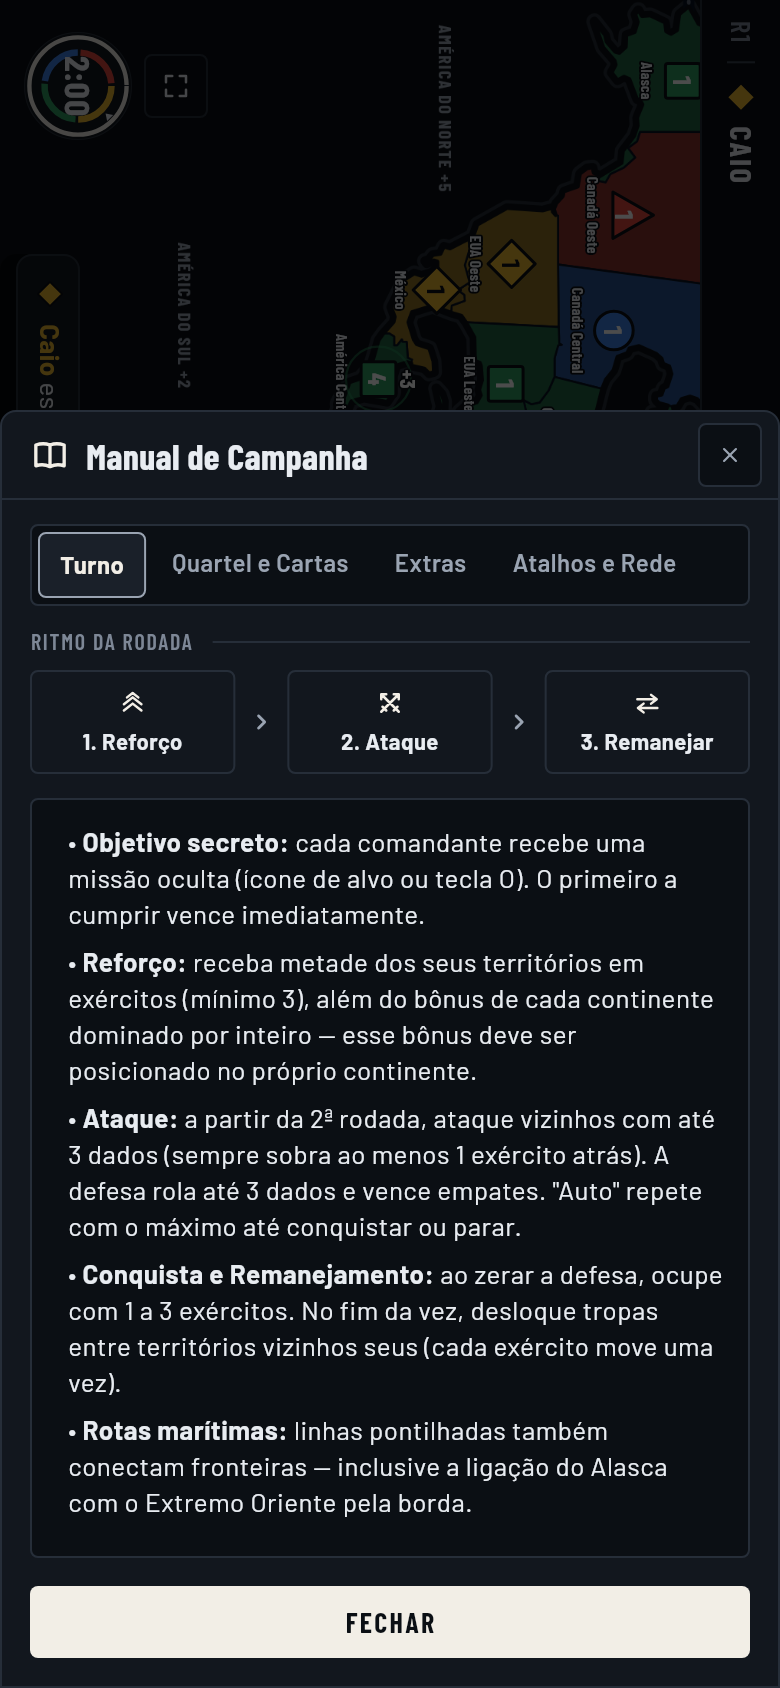 R1
CAIO
2:00
AMÉRICA DO NORTE +5
Alasca
1
Canadá Oeste
1
EUA Oeste
1
México
1
Canadá Central
1
AMÉRICA DO SUL +2
América Cent
4
+3
EUA Leste
1
Caio es
Manual de Campanha
Turno
Quartel e Cartas
Extras
Atalhos e Rede
RITMO DA RODADA
1. Reforço
2. Ataque
3. Remanejar
• Objetivo secreto: cada comandante recebe uma
missão oculta (ícone de alvo ou tecla O). O primeiro a
cumprir vence imediatamente.
• Reforço: receba metade dos seus territórios em
exércitos (mínimo 3), além do bônus de cada continente
dominado por inteiro — esse bônus deve ser
posicionado no próprio continente.
• Ataque: a partir da 2ª rodada, ataque vizinhos com até
3 dados (sempre sobra ao menos 1 exército atrás). A
defesa rola até 3 dados e vence empates. "Auto" repete
com o máximo até conquistar ou parar.
• Conquista e Remanejamento: ao zerar a defesa, ocupe
com 1 a 3 exércitos. No fim da vez, desloque tropas
entre territórios vizinhos seus (cada exército move uma
vez).
• Rotas marítimas: linhas pontilhadas também
conectam fronteiras — inclusive a ligação do Alasca
com o Extremo Oriente pela borda.
FECHAR